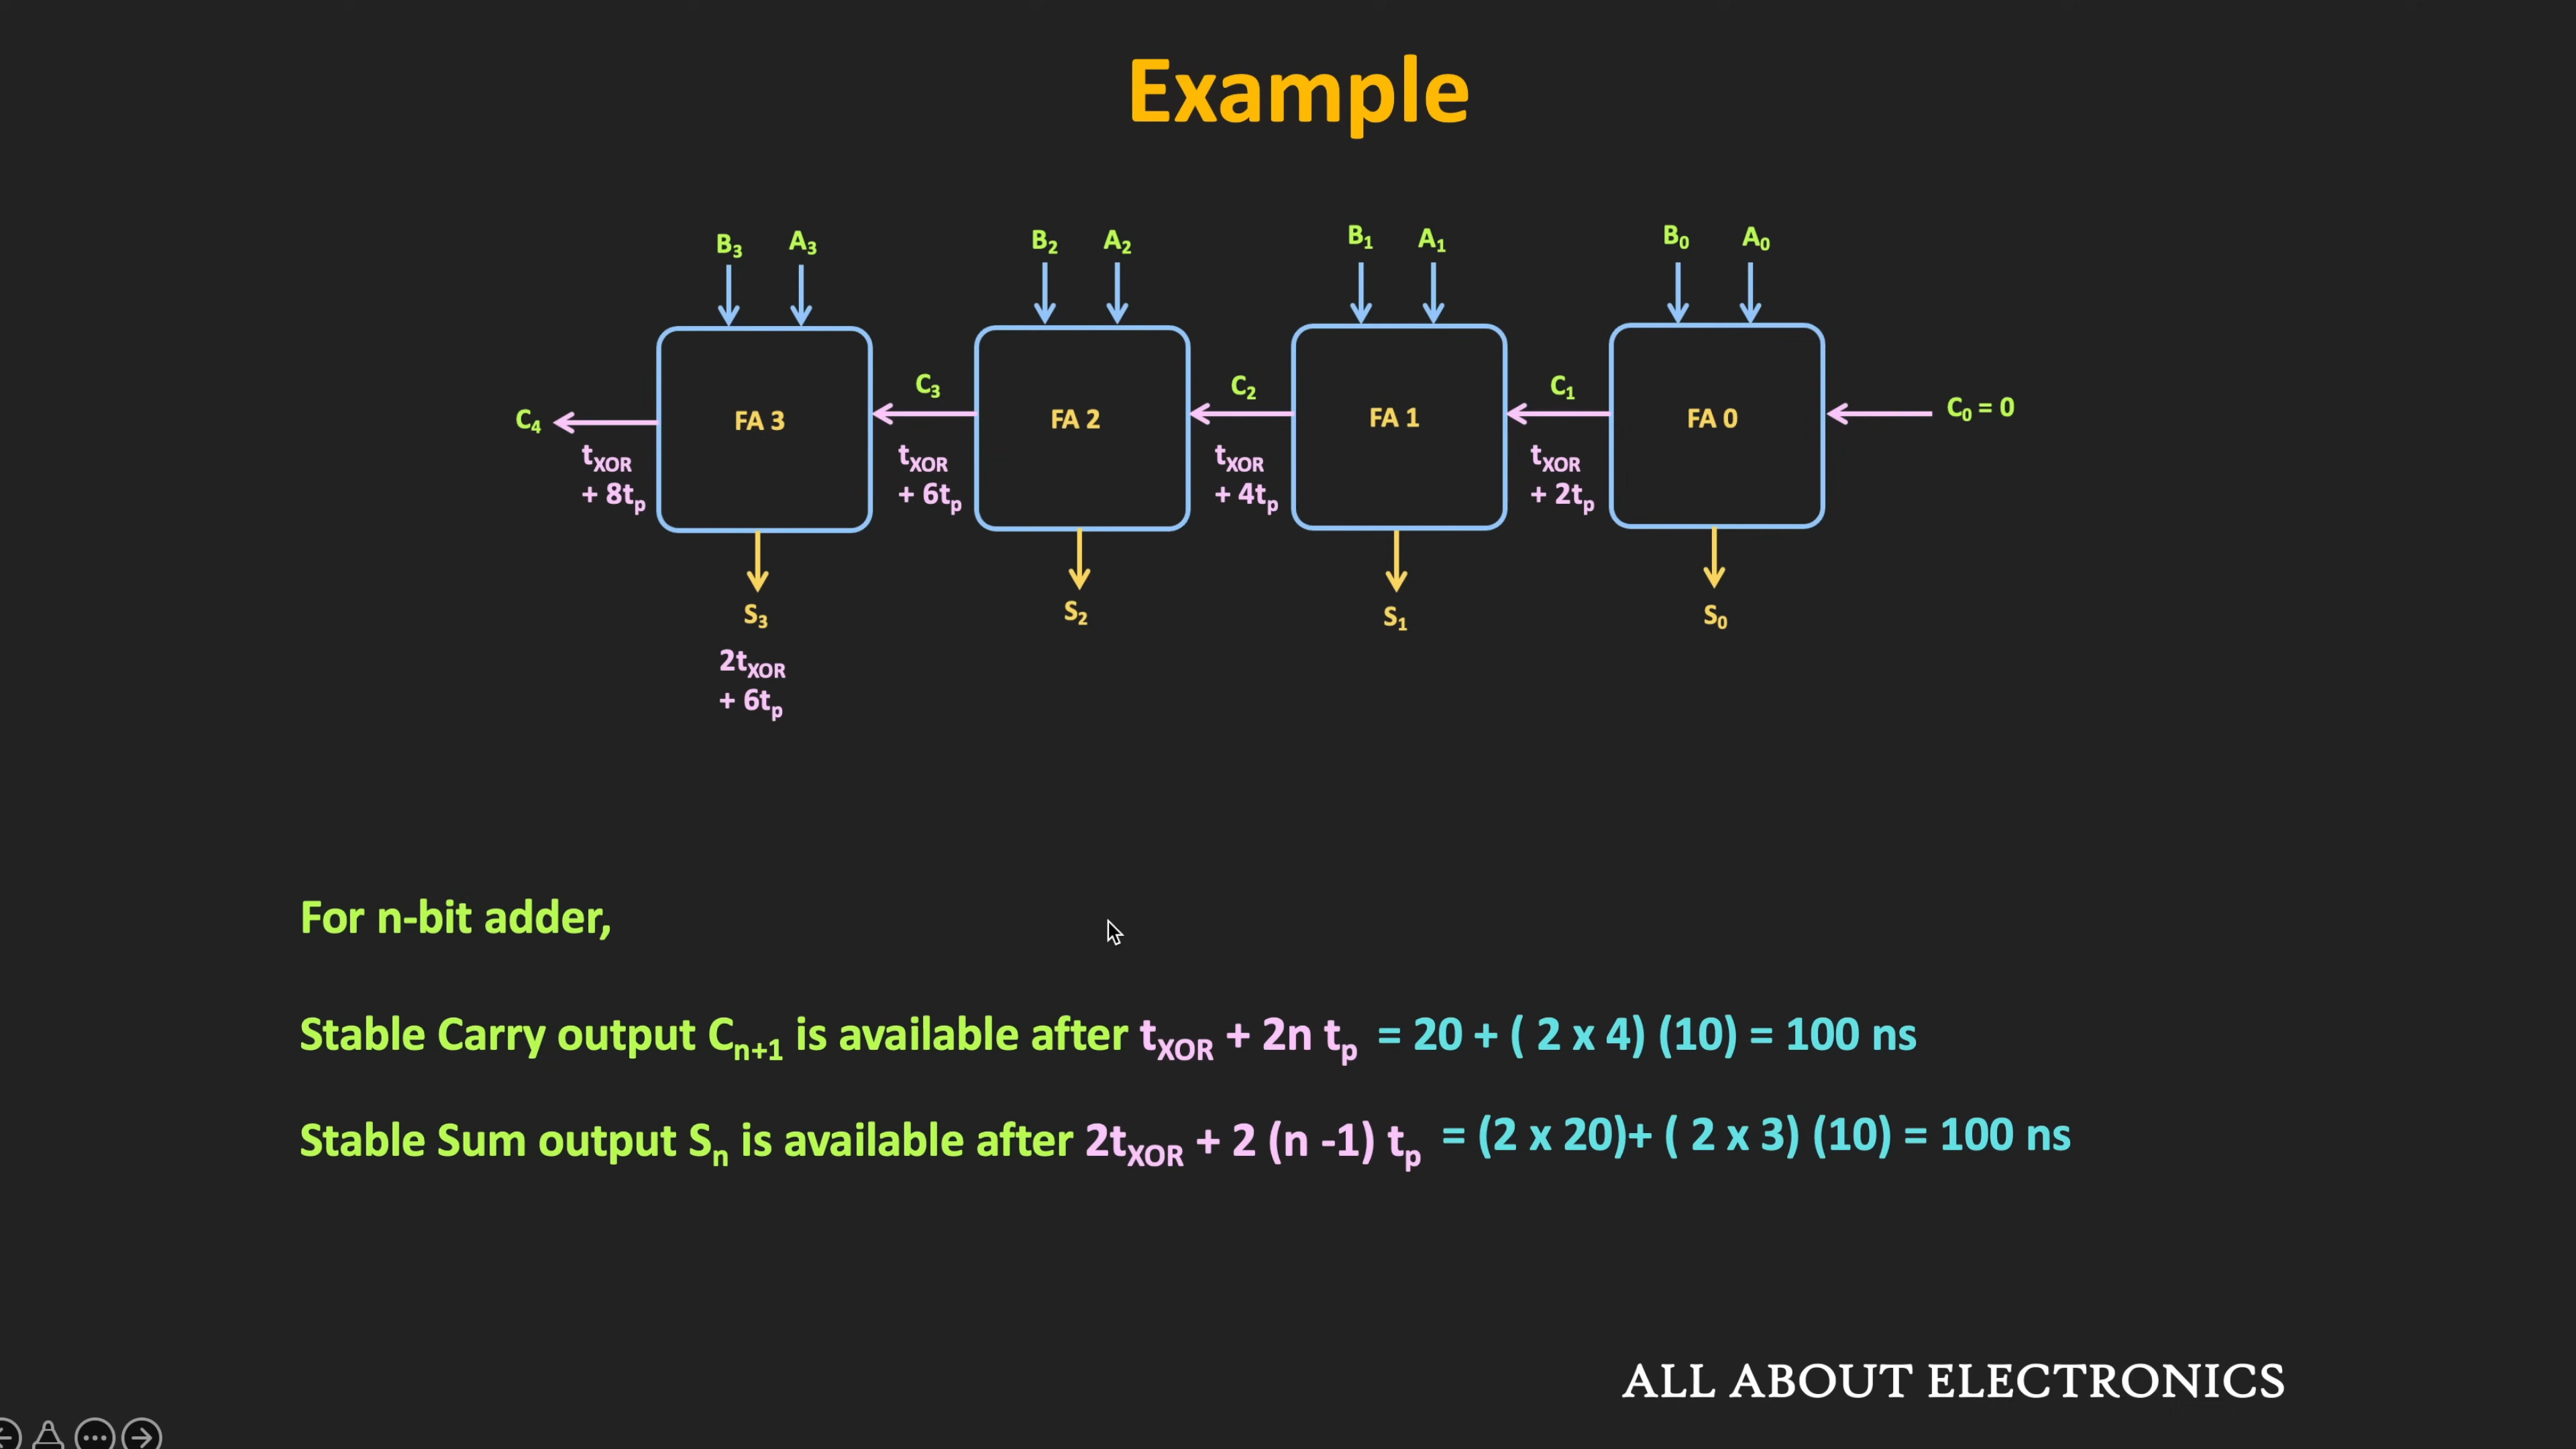 Example
B₃ A₃ B₂ A₂ B₁ A₁ B₀ A₀
C₄ FA 3 C₃ FA 2 C₂ FA 1 C₁ FA 0 C₀ = 0
tXOR tXOR tXOR tXOR
+ 8tp + 6tp + 4tp + 2tp
S₃ S₂ S₁ S₀
2tXOR
+ 6tp
For n-bit adder,
Stable Carry output Cn+1 is available after tXOR + 2n tp = 20 + ( 2 x 4) (10) = 100 ns
Stable Sum output Sn is available after 2tXOR + 2 (n -1) tp = (2 x 20)+ ( 2 x 3) (10) = 100 ns
ALL ABOUT ELECTRONICS